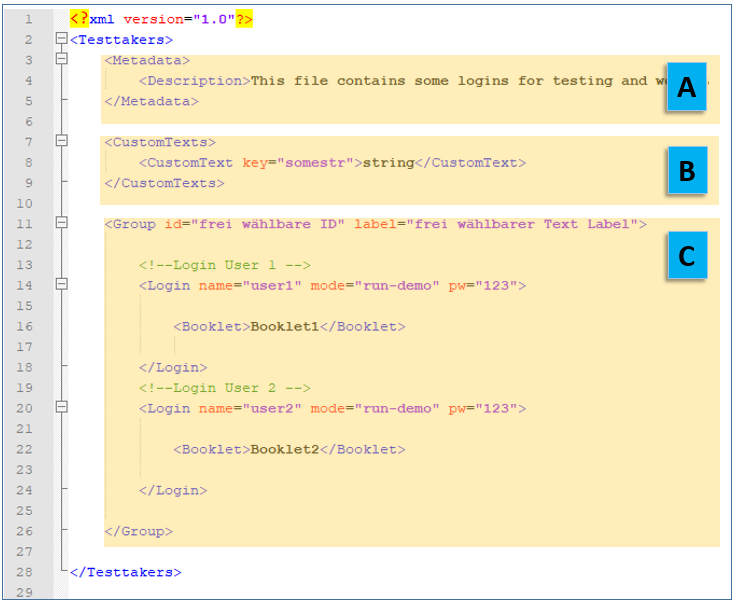 1 <?xml version="1.0"?>
2 <Testtakers>
3 <Metadata>
4 <Description>This file contains some logins for testing and
5 </Metadata>
A
6
7 <CustomTexts>
8 <CustomText key="somestr">string</CustomText>
9 </CustomTexts>
B
10
11 <Group id="frei wählbare ID" label="frei wählbarer Text Label">
12
C
13 <!--Login User 1 -->
14 <Login name="user1" mode="run-demo" pw="123">
15
16 <Booklet>Booklet1</Booklet>
17
18 </Login>
19 <!--Login User 2 -->
20 <Login name="user2" mode="run-demo" pw="123">
21
22 <Booklet>Booklet2</Booklet>
23
24 </Login>
25
26 </Group>
27
28 </Testtakers>
29